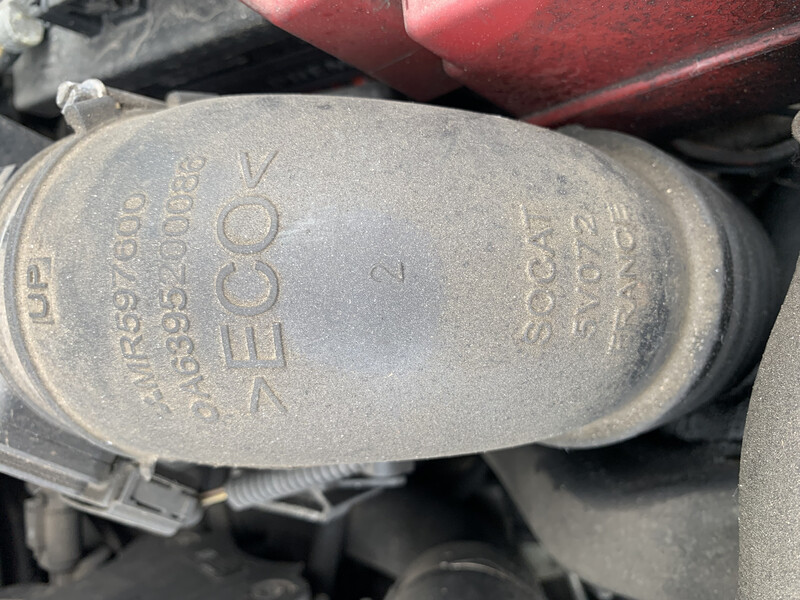 UP
MR597600
A6395200086
>ECO<
2
SOCAT
5V072
FRANCE